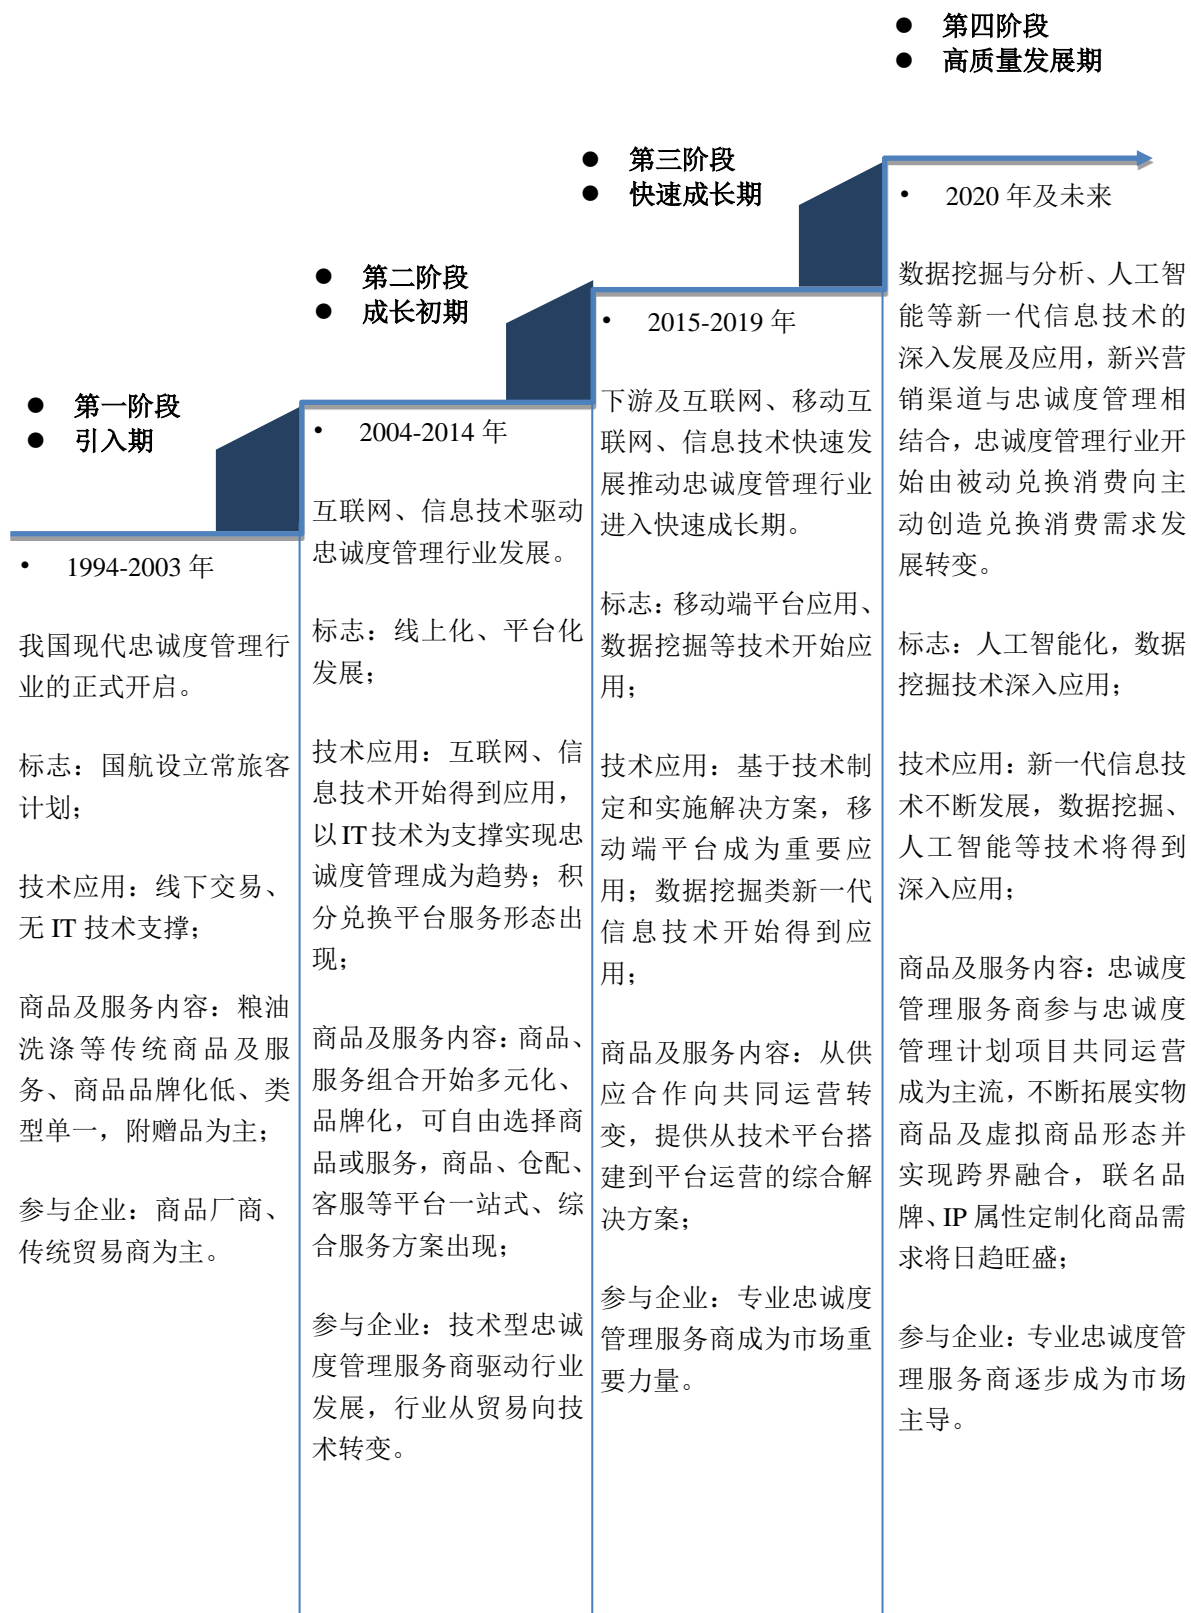 ● 第一阶段
● 引入期
• 1994-2003 年
我国现代忠诚度管理行
业的正式开启。
标志：国航设立常旅客
计划；
技术应用：线下交易、
无 IT 技术支撑；
商品及服务内容：粮油
洗涤等传统商品及服
务、商品品牌化低、类
型单一，附赠品为主；
参与企业：商品厂商、
传统贸易商为主。
● 第二阶段
● 成长初期
• 2004-2014 年
互联网、信息技术驱动
忠诚度管理行业发展。
标志：线上化、平台化
发展；
技术应用：互联网、信
息技术开始得到应用，
以 IT 技术为支撑实现忠
诚度管理成为趋势；积
分兑换平台服务形态出
现；
商品及服务内容：商品、
服务组合开始多元化、
品牌化，可自由选择商
品或服务，商品、仓配、
客服等平台一站式、综
合服务方案出现；
参与企业：技术型忠诚
度管理服务商驱动行业
发展，行业从贸易向技
术转变。
● 第三阶段
● 快速成长期
• 2015-2019 年
下游及互联网、移动互
联网、信息技术快速发
展推动忠诚度管理行业
进入快速成长期。
标志：移动端平台应用、
数据挖掘等技术开始应
用；
技术应用：基于技术制
定和实施解决方案，移
动端平台成为重要应
用；数据挖掘类新一代
信息技术开始得到应
用；
商品及服务内容：从供
应合作向共同运营转
变，提供从技术平台搭
建到平台运营的综合解
决方案；
参与企业：专业忠诚度
管理服务商成为市场重
要力量。
● 第四阶段
● 高质量发展期
• 2020 年及未来
数据挖掘与分析、人工智
能等新一代信息技术的
深入发展及应用，新兴营
销渠道与忠诚度管理相
结合，忠诚度管理行业开
始由被动兑换消费向主
动创造兑换消费需求发
展转变。
标志：人工智能化，数据
挖掘技术深入应用；
技术应用：新一代信息技
术不断发展，数据挖掘、
人工智能等技术将得到
深入应用；
商品及服务内容：忠诚度
管理服务商参与忠诚度
管理计划项目共同运营
成为主流，不断拓展实物
商品及虚拟商品形态并
实现跨界融合，联名品
牌、IP 属性定制化商品需
求将日趋旺盛；
参与企业：专业忠诚度管
理服务商逐步成为市场
主导。